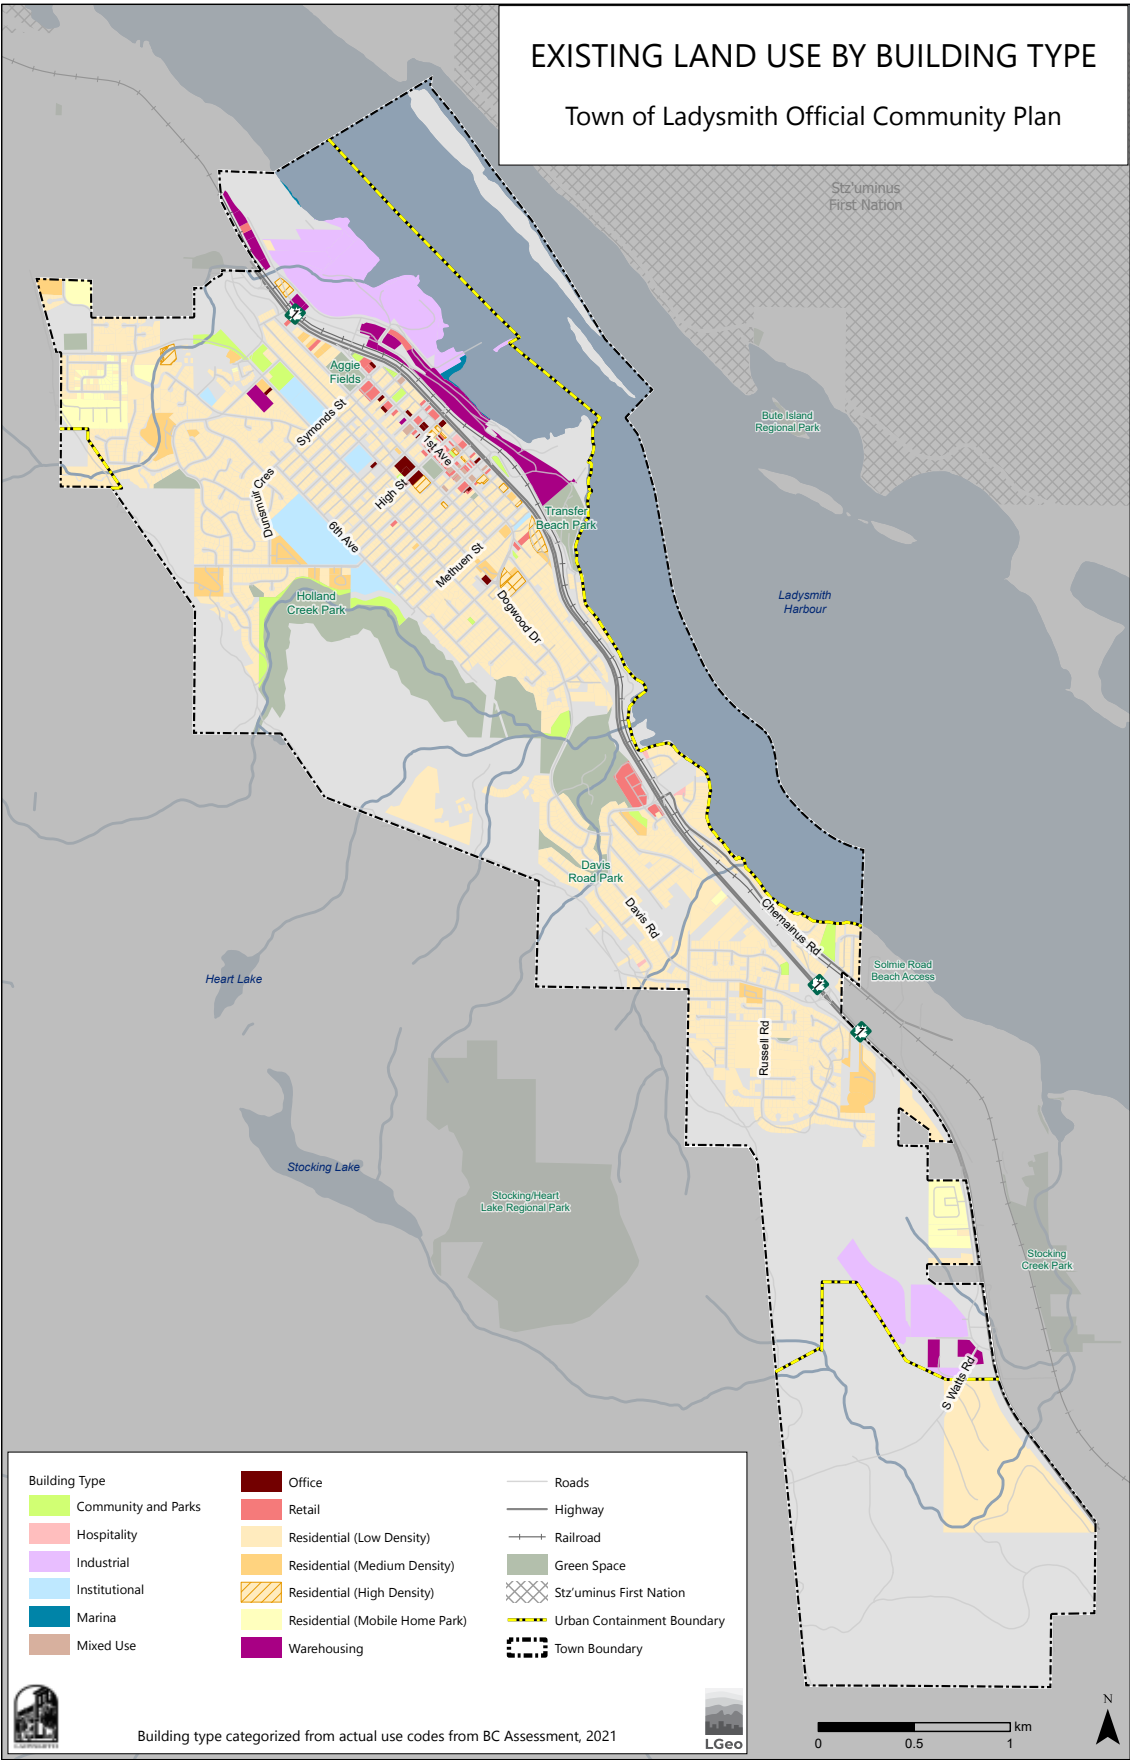 EXISTING LAND USE BY BUILDING TYPE
Town of Ladysmith Official Community Plan
Stz'uminus
First Nation
Aggie
Fields
Symonds St
1st Ave
Bute Island
Regional Park
Dunsmuir Cres
High St
6th Ave
Transfer
Beach Park
Methuen St
Holland
Creek Park
Dogwood Dr
Ladysmith
Harbour
Davis
Road Park
Davis Rd
Chemainus Rd
Heart Lake
Solmie Road
Beach Access
1
1
1
Russell Rd
Stocking Lake
Stocking/Heart
Lake Regional Park
Stocking
Creek Park
S Watts Rd
Building Type
Community and Parks
Hospitality
Industrial
Institutional
Marina
Mixed Use
Office
Retail
Residential (Low Density)
Residential (Medium Density)
Residential (High Density)
Residential (Mobile Home Park)
Warehousing
Roads
Highway
Railroad
Green Space
Stz'uminus First Nation
Urban Containment Boundary
Town Boundary
Building type categorized from actual use codes from BC Assessment, 2021
LGeo
N
km
0 0.5 1